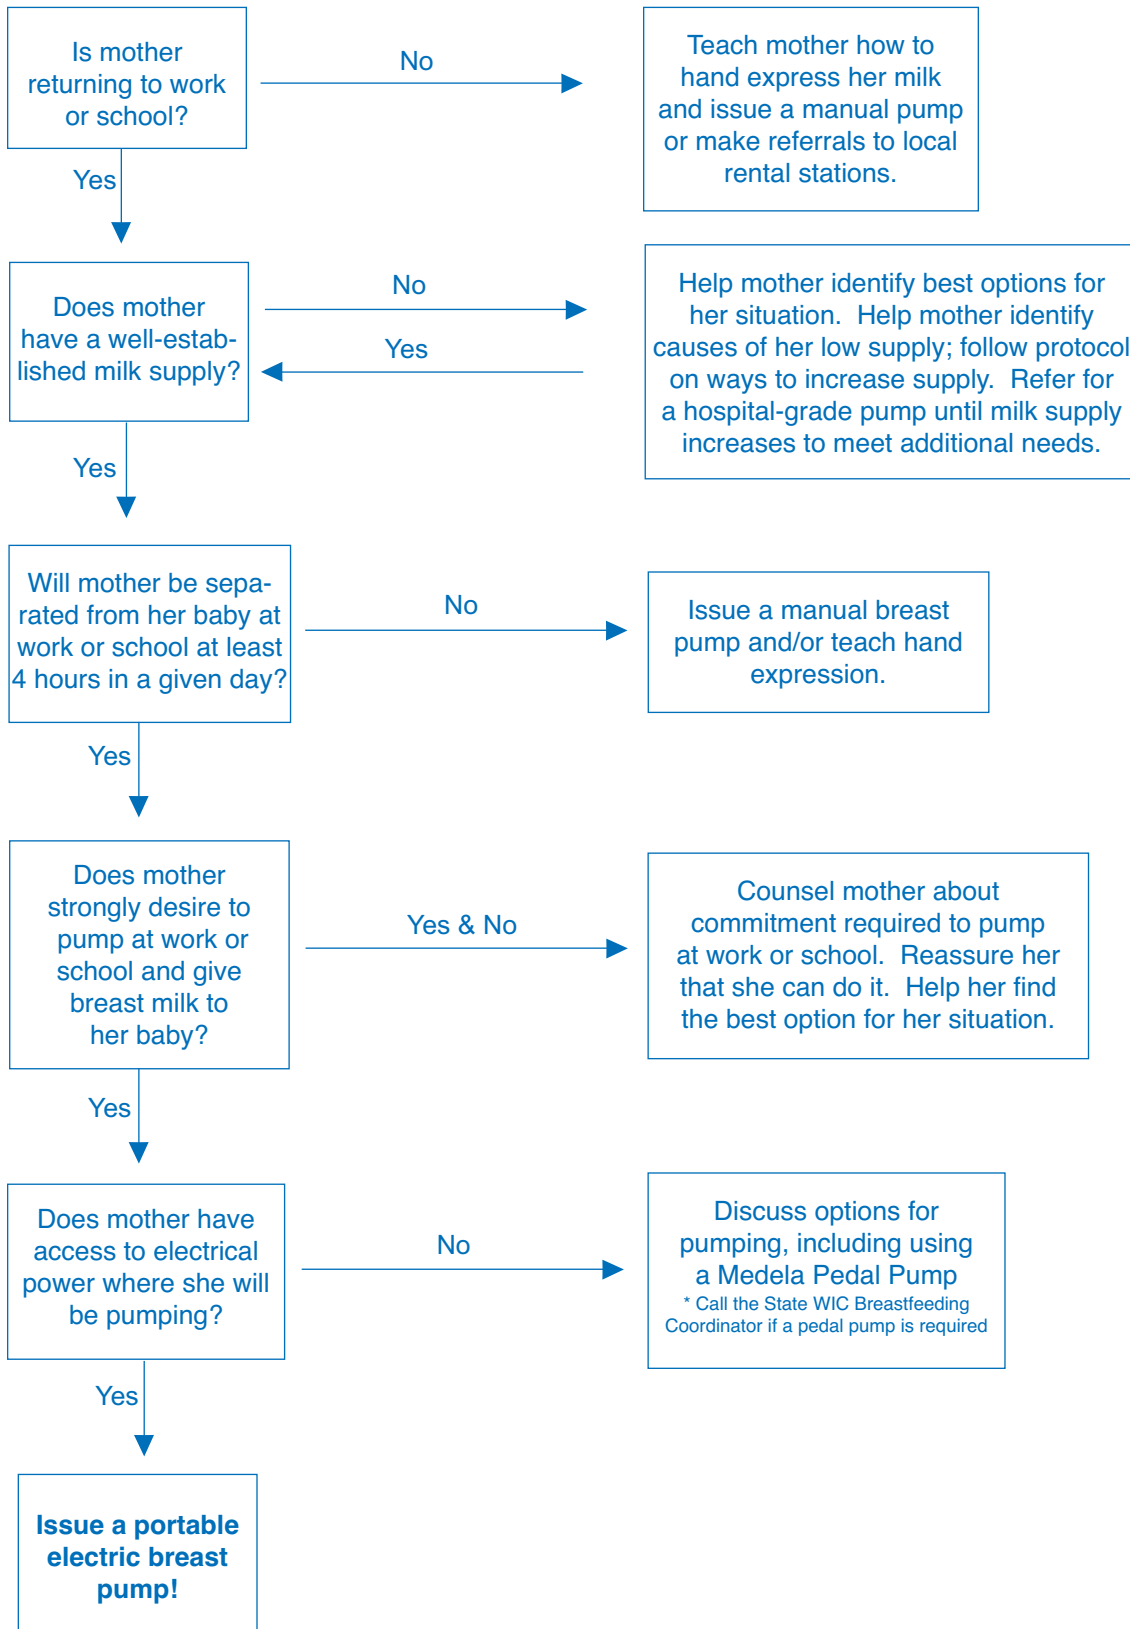 Is mother
returning to work
or school?
No
Teach mother how to
hand express her milk
and issue a manual pump
or make referrals to local
rental stations.
Yes
Does mother
have a well-estab-
lished milk supply?
No
Yes
Help mother identify best options for
her situation.  Help mother identify
causes of her low supply; follow protocol
on ways to increase supply.  Refer for
a hospital-grade pump until milk supply
increases to meet additional needs.
Yes
Will mother be sepa-
rated from her baby at
work or school at least
4 hours in a given day?
No
Issue a manual breast
pump and/or teach hand
expression.
Yes
Does mother
strongly desire to
pump at work or
school and give
breast milk to
her baby?
Yes & No
Counsel mother about
commitment required to pump
at work or school.  Reassure her
that she can do it.  Help her find
the best option for her situation.
Yes
Does mother have
access to electrical
power where she will
be pumping?
No
Discuss options for
pumping, including using
a Medela Pedal Pump
* Call the State WIC Breastfeeding
Coordinator if a pedal pump is required
Yes
Issue a portable
electric breast
pump!